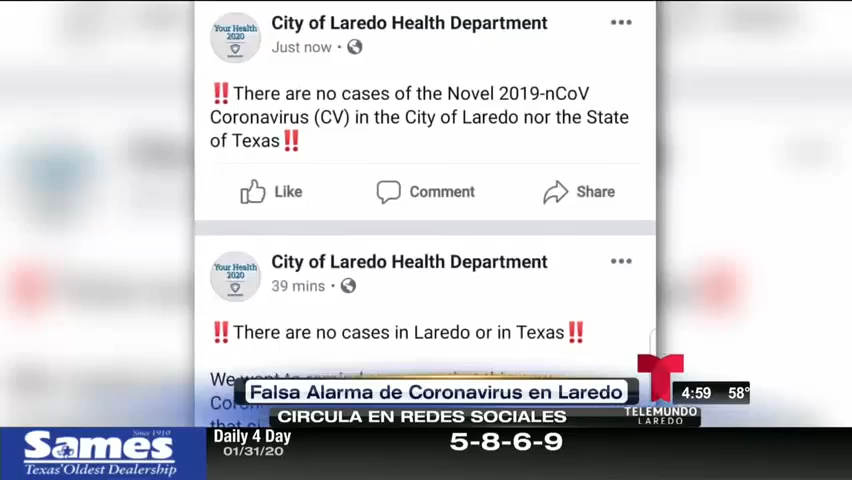 City of Laredo Health Department
Your Health
2020
Just now
‼️There are no cases of the Novel 2019-nCoV
Coronavirus (CV) in the City of Laredo nor the State
of Texas‼️
Like Comment Share
City of Laredo Health Department
Your Health
2020
39 mins
‼️There are no cases in Laredo or in Texas‼️
We
Falsa Alarma de Coronavirus en Laredo
CIRCULA EN REDES SOCIALES
4:59 58°
TELEMUNDO
LAREDO
Since 1910
Sames
Texas' Oldest Dealership
Daily 4 Day
01/31/20
5-8-6-9